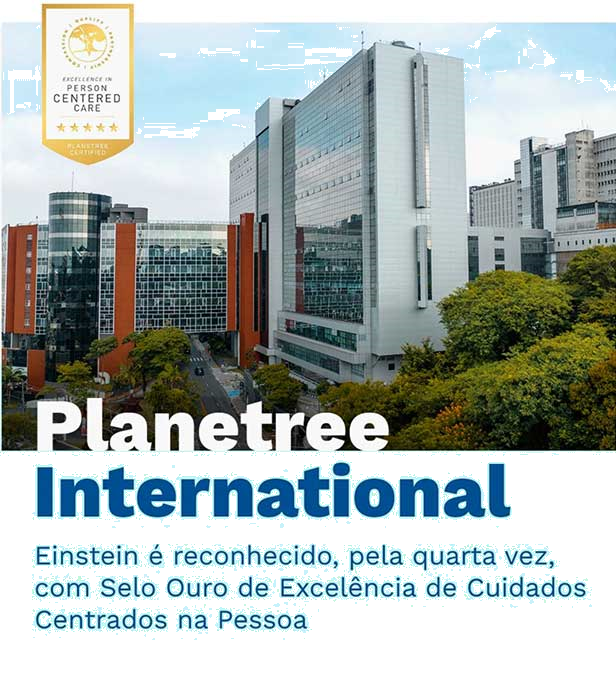 EXCELLENCE IN
PERSON
CENTERED
CARE
PLANETREE
CERTIFIED
Planetree
International
Einstein é reconhecido, pela quarta vez,
com Selo Ouro de Excelência de Cuidados
Centrados na Pessoa